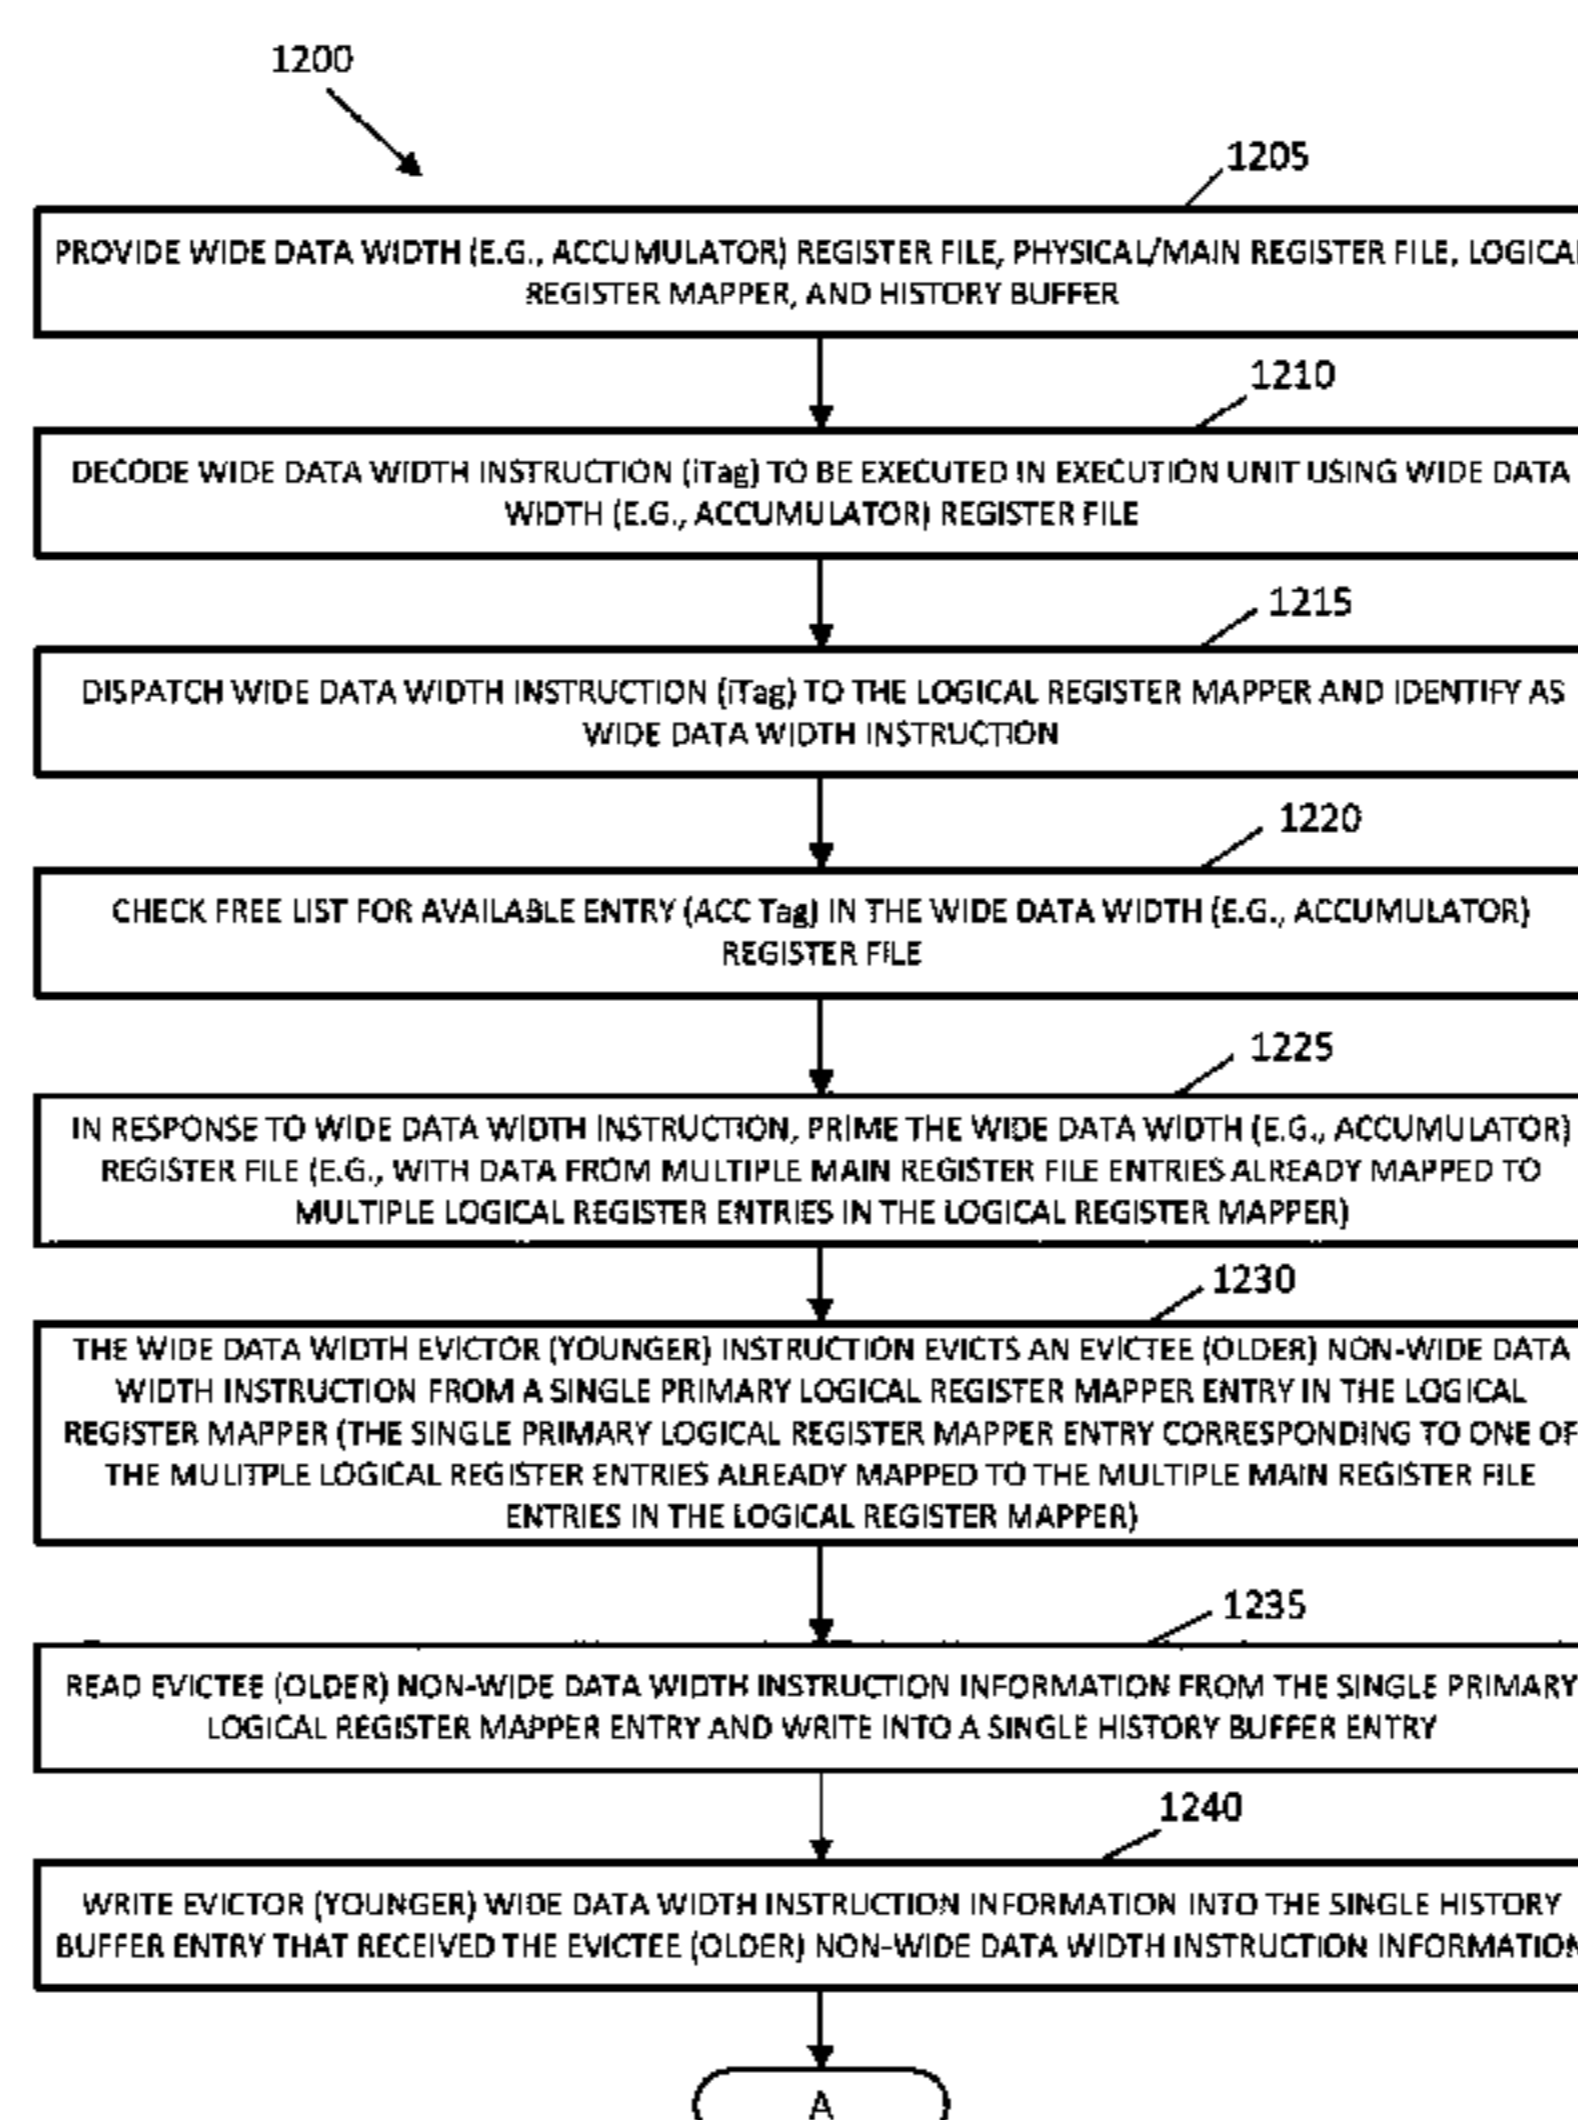 1200
1205
PROVIDE WIDE DATA WIDTH (E.G., ACCUMULATOR) REGISTER FILE, PHYSICAL/MAIN REGISTER FILE, LOGICAL
REGISTER MAPPER, AND HISTORY BUFFER
1210
DECODE WIDE DATA WIDTH INSTRUCTION (iTag) TO BE EXECUTED IN EXECUTION UNIT USING WIDE DATA
WIDTH (E.G., ACCUMULATOR) REGISTER FILE
1215
DISPATCH WIDE DATA WIDTH INSTRUCTION (iTag) TO THE LOGICAL REGISTER MAPPER AND IDENTIFY AS
WIDE DATA WIDTH INSTRUCTION
1220
CHECK FREE LIST FOR AVAILABLE ENTRY (ACC Tag) IN THE WIDE DATA WIDTH (E.G., ACCUMULATOR)
REGISTER FILE
1225
IN RESPONSE TO WIDE DATA WIDTH INSTRUCTION, PRIME THE WIDE DATA WIDTH (E.G., ACCUMULATOR)
REGISTER FILE (E.G., WITH DATA FROM MULTIPLE MAIN REGISTER FILE ENTRIES ALREADY MAPPED TO
MULTIPLE LOGICAL REGISTER ENTRIES IN THE LOGICAL REGISTER MAPPER)
1230
THE WIDE DATA WIDTH EVICTOR (YOUNGER) INSTRUCTION EVICTS AN EVICTEE (OLDER) NON-WIDE DATA
WIDTH INSTRUCTION FROM A SINGLE PRIMARY LOGICAL REGISTER MAPPER ENTRY IN THE LOGICAL
REGISTER MAPPER (THE SINGLE PRIMARY LOGICAL REGISTER MAPPER ENTRY CORRESPONDING TO ONE OF
THE MULITPLE LOGICAL REGISTER ENTRIES ALREADY MAPPED TO THE MULTIPLE MAIN REGISTER FILE
ENTRIES IN THE LOGICAL REGISTER MAPPER)
1235
READ EVICTEE (OLDER) NON-WIDE DATA WIDTH INSTRUCTION INFORMATION FROM THE SINGLE PRIMARY
LOGICAL REGISTER MAPPER ENTRY AND WRITE INTO A SINGLE HISTORY BUFFER ENTRY
1240
WRITE EVICTOR (YOUNGER) WIDE DATA WIDTH INSTRUCTION INFORMATION INTO THE SINGLE HISTORY
BUFFER ENTRY THAT RECEIVED THE EVICTEE (OLDER) NON-WIDE DATA WIDTH INSTRUCTION INFORMATION
A